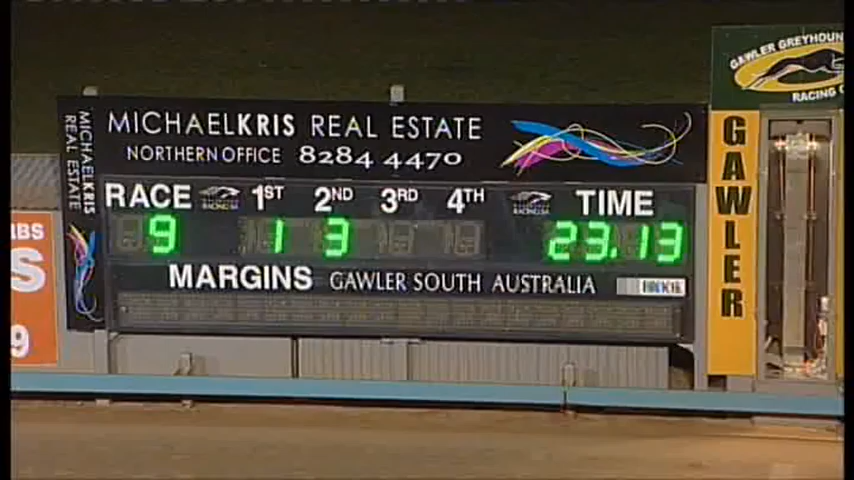 GAWLER GREYHOUND
RACING C
MICHAELKRIS REAL ESTATE
NORTHERN OFFICE 8284 4470
MICHAELKRIS
REAL ESTATE
RACE 1ST 2ND 3RD 4TH TIME
9 1 3 23.13
MARGINS GAWLER SOUTH AUSTRALIA
GAWLER
BS
S
9